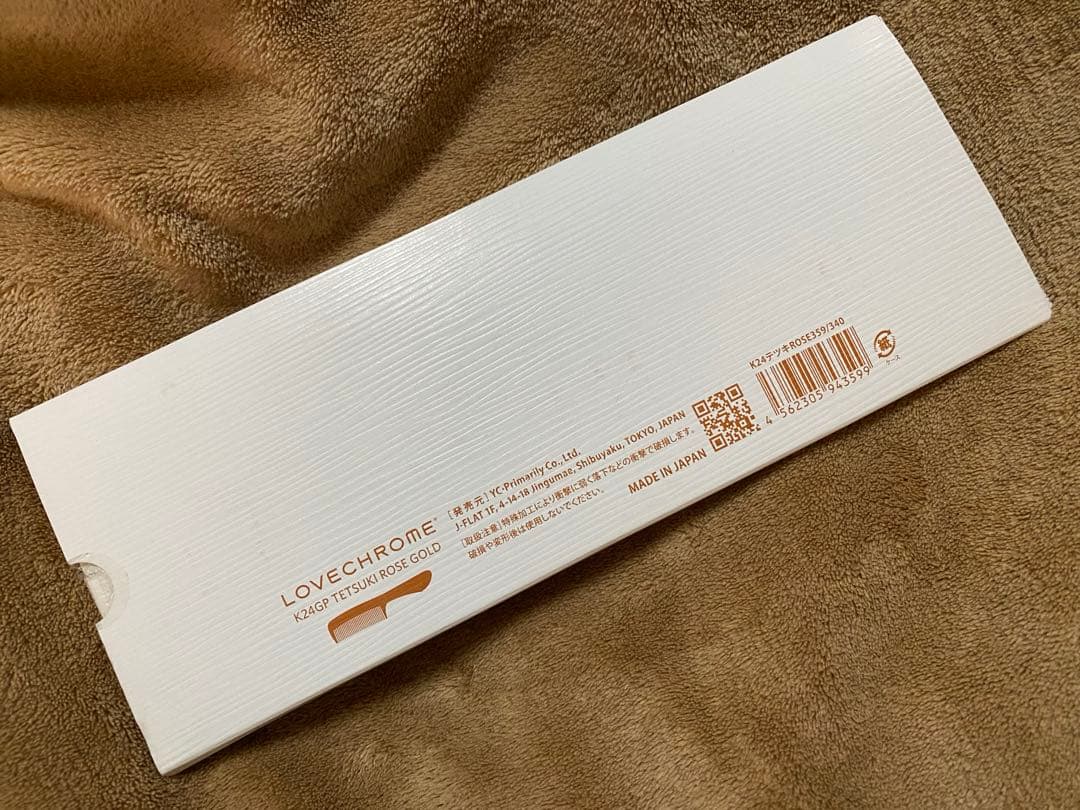 LOVECHROME®
K24GP TETSUKI ROSE GOLD
[発売元] YC・Primarily Co., Ltd.
J-FLAT 1F, 4-14-18 Jingumae, Shibuyaku, TOKYO, JAPAN
[取扱注意] 特殊加工により衝撃に弱く落下などの衝撃で破損します。
破損や変形後は使用しないでください。
MADE IN JAPAN
K24テツキROSE359/340
4 562305 943599
紙
ケース